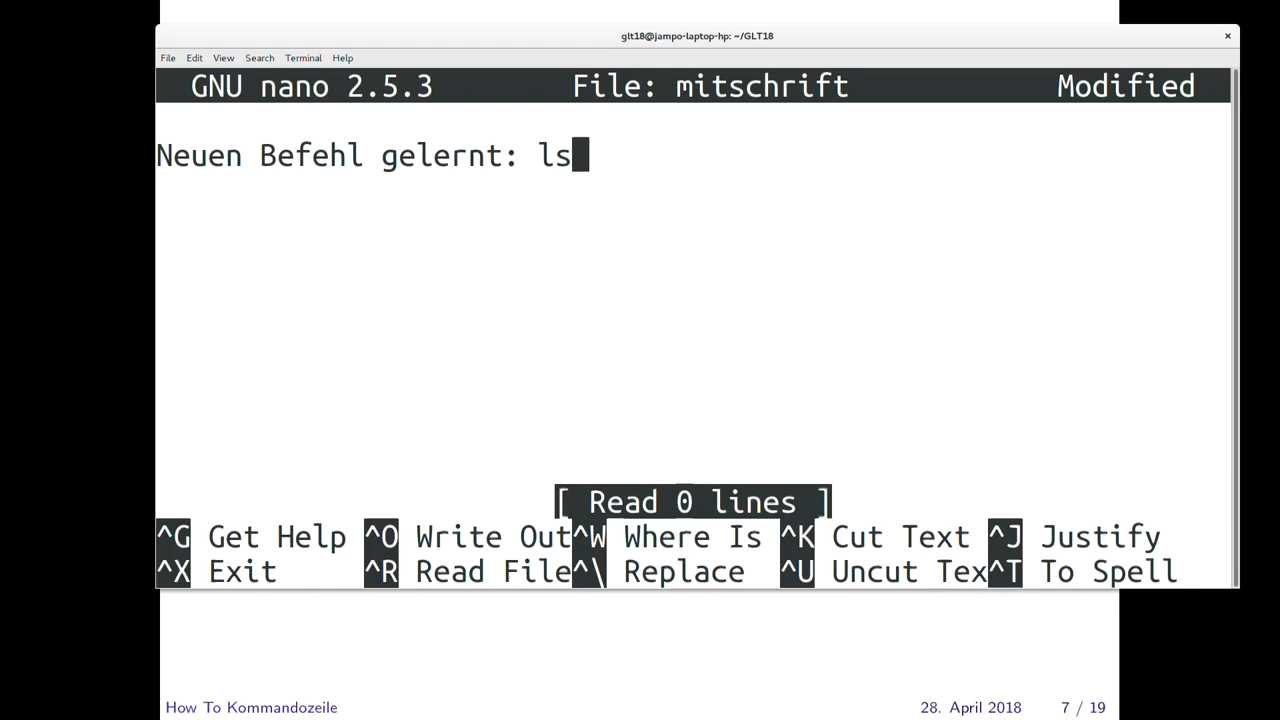 glt18@jampo-laptop-hp: ~/GLT18 ×
File Edit View Search Terminal Help
GNU nano 2.5.3 File: mitschrift Modified
Neuen Befehl gelernt: ls
[ Read 0 lines ]
^G Get Help ^O Write Out ^W Where Is ^K Cut Text ^J Justify
^X Exit ^R Read File ^\ Replace ^U Uncut Tex ^T To Spell
How To Kommandozeile 28. April 2018 7 / 19